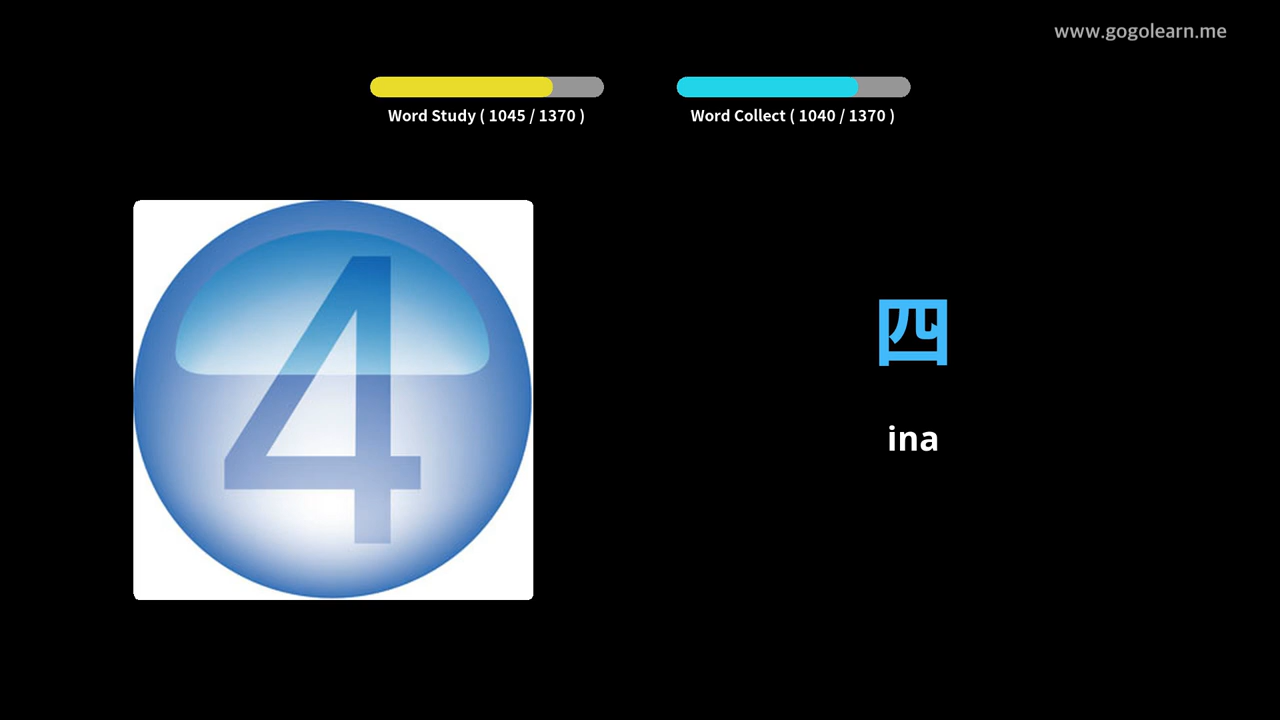 www.gogolearn.me
Word Study ( 1045 / 1370 )
Word Collect ( 1040 / 1370 )
4
四
ina